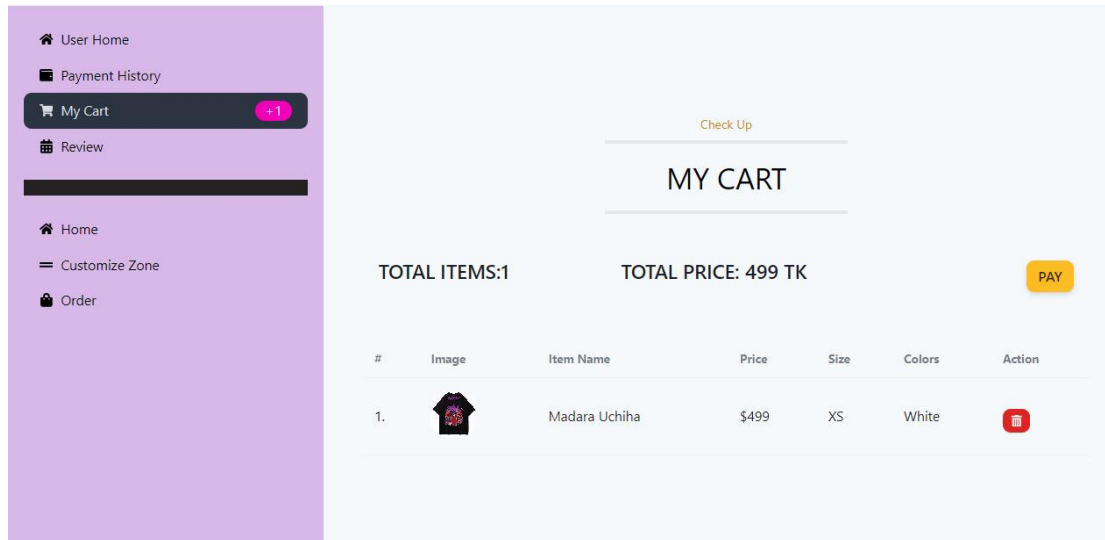 User Home
Payment History
My Cart +1
Review
Home
Customize Zone
Order
Check Up
MY CART
TOTAL ITEMS:1 TOTAL PRICE: 499 TK PAY
# Image Item Name Price Size Colors Action
1. Madara Uchiha $499 XS White